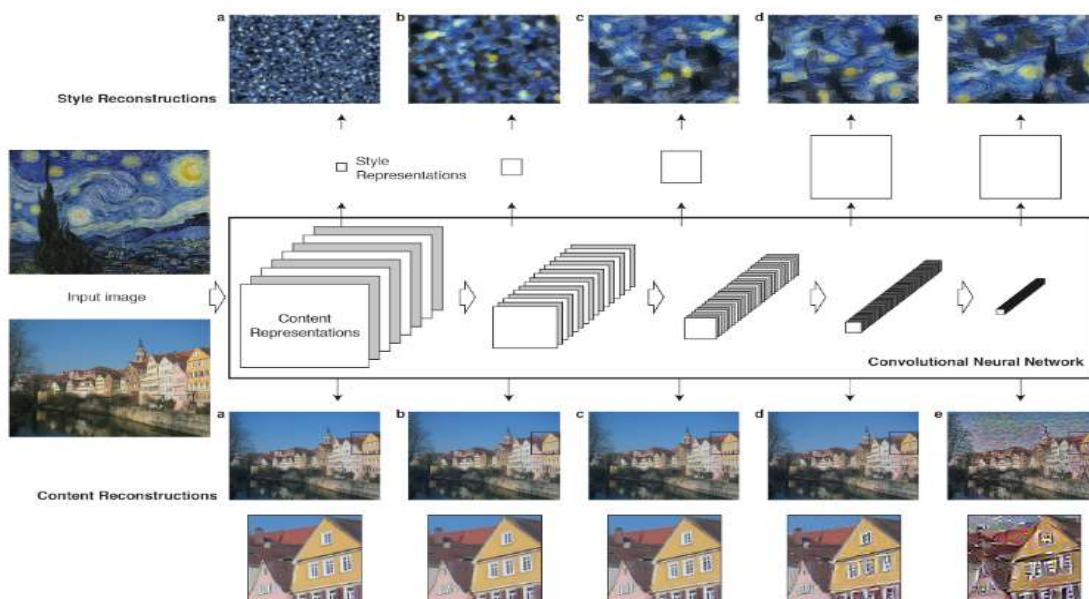 a
b
c
d
e
Style Reconstructions
Style
Representations
Input image
Content
Representations
Convolutional Neural Network
a
b
c
d
e
Content Reconstructions